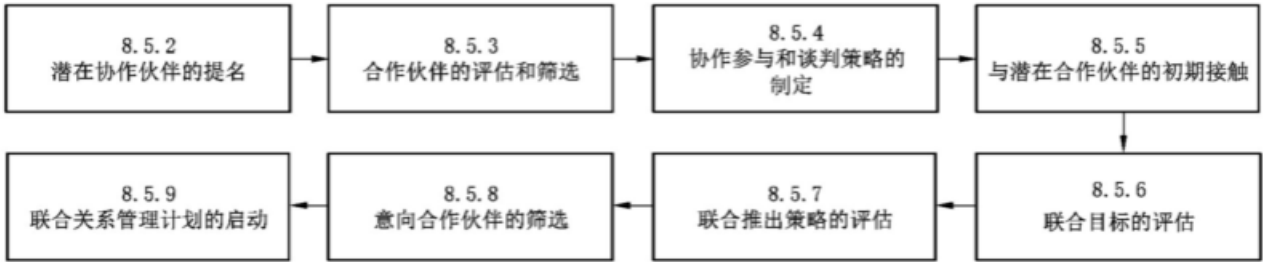 8.5.2
潜在协作伙伴的提名
8.5.3
合作伙伴的评估和筛选
8.5.4
协作参与和谈判策略的
制定
8.5.5
与潜在合作伙伴的初期接触
8.5.9
联合关系管理计划的启动
8.5.8
意向合作伙伴的筛选
8.5.7
联合推出策略的评估
8.5.6
联合目标的评估